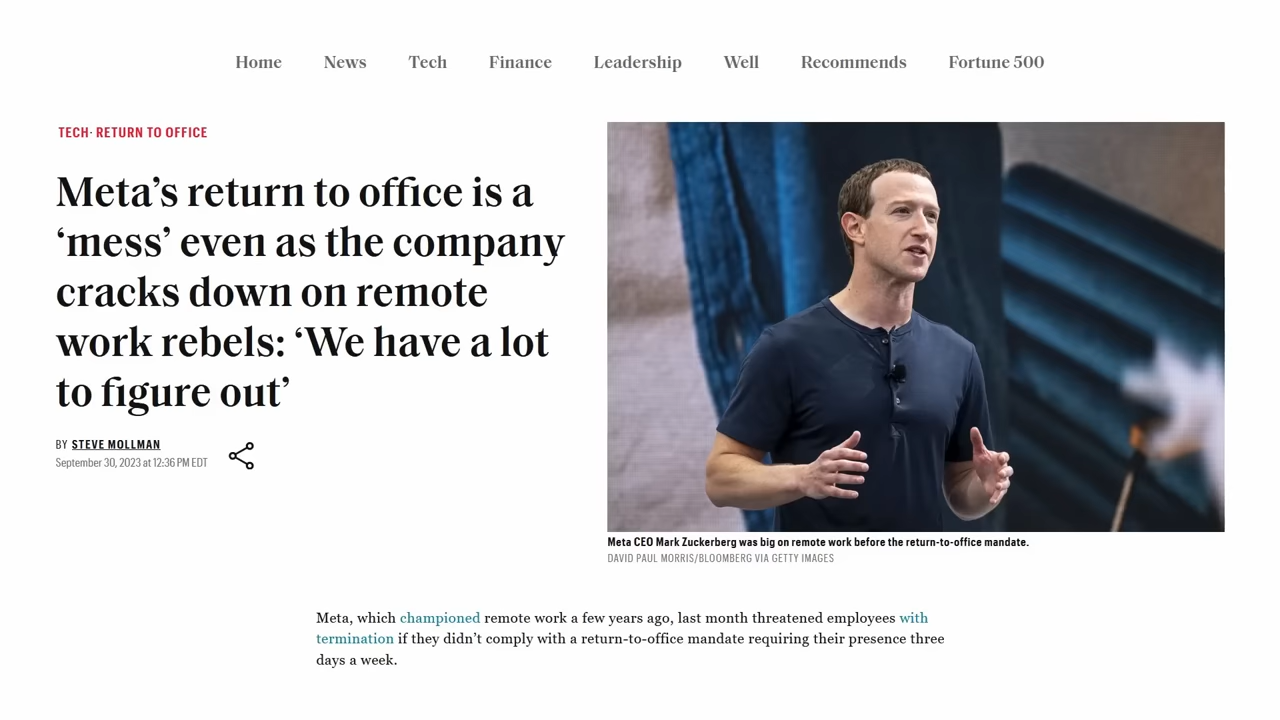 Home News Tech Finance Leadership Well Recommends Fortune 500
TECH· RETURN TO OFFICE
Meta’s return to office is a
‘mess’ even as the company
cracks down on remote
work rebels: ‘We have a lot
to figure out’
BY STEVE MOLLMAN
September 30, 2023 at 12:36 PM EDT
Meta CEO Mark Zuckerberg was big on remote work before the return-to-office mandate.
DAVID PAUL MORRIS/BLOOMBERG VIA GETTY IMAGES
Meta, which championed remote work a few years ago, last month threatened employees with
termination if they didn’t comply with a return-to-office mandate requiring their presence three
days a week.